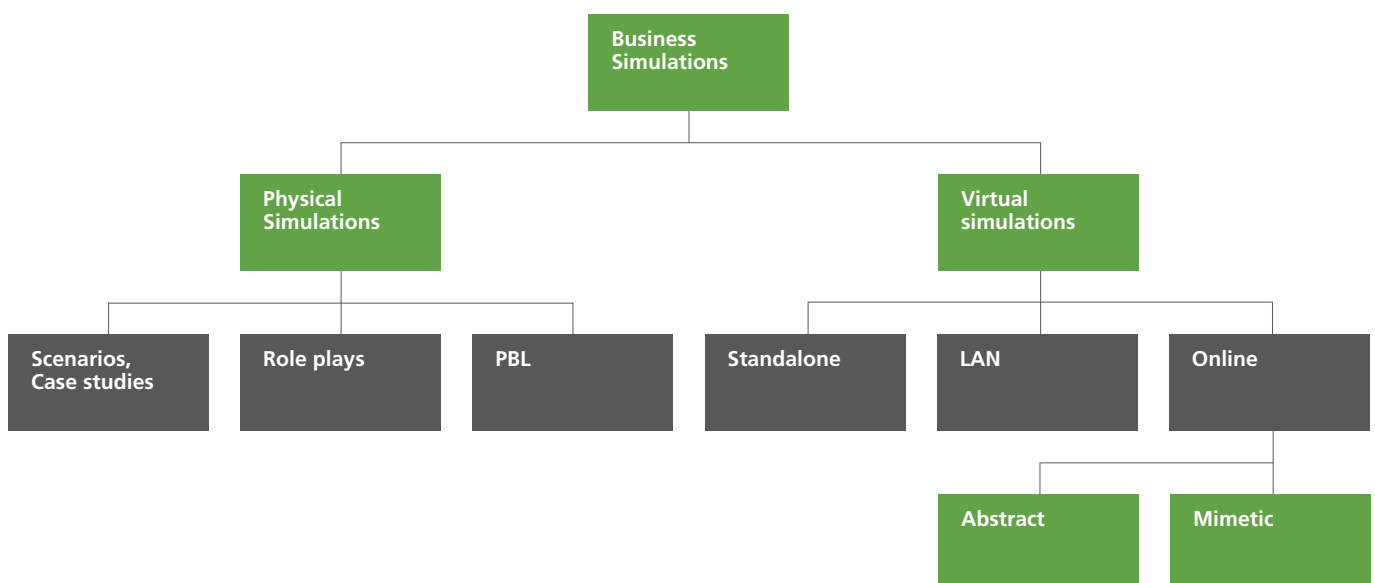 Business
Simulations
Physical
Simulations
Virtual
simulations
Scenarios,
Case studies
Role plays
PBL
Standalone
LAN
Online
Abstract
Mimetic